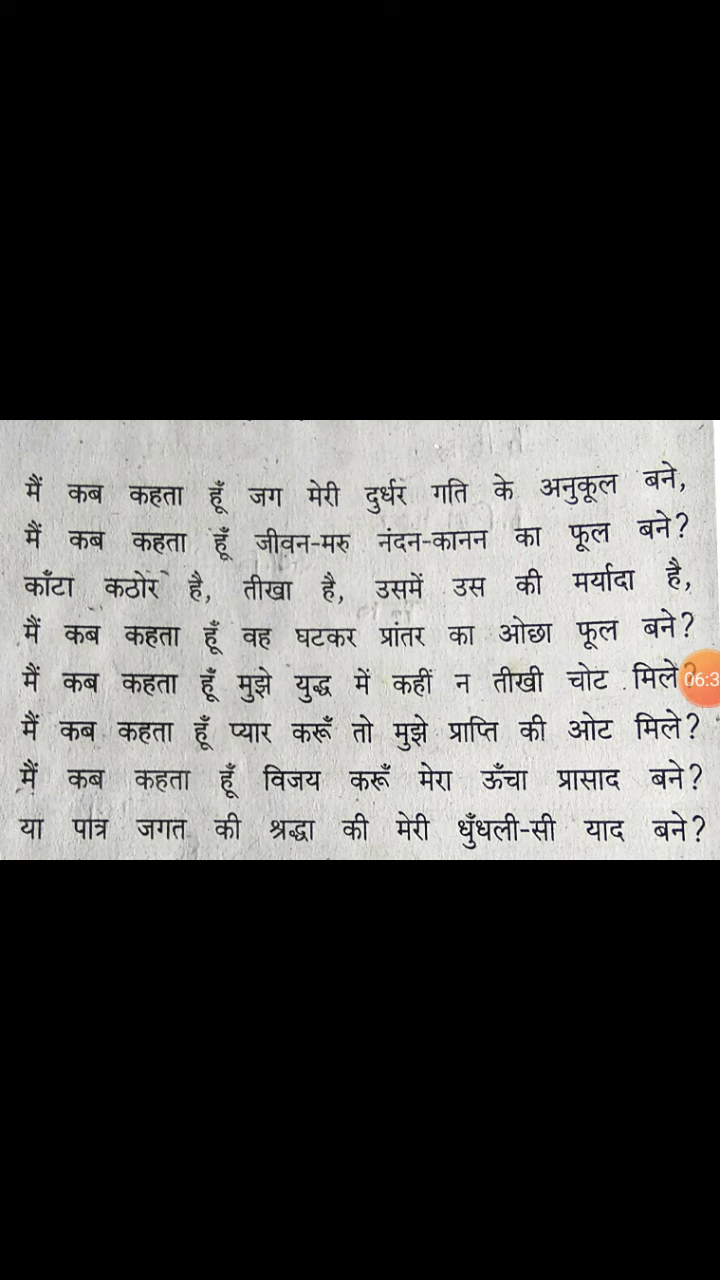 मैं कब कहता हूँ जग मेरी दुर्धर गति के अनुकूल बने,
मैं कब कहता हूँ जीवन-मरु नंदन-कानन का फूल बने?
काँटा कठोर है, तीखा है, उसमें उस की मर्यादा है,
मैं कब कहता हूँ वह घटकर प्रांतर का ओछा फूल बने?
मैं कब कहता हूँ मुझे युद्ध में कहीं न तीखी चोट मिले?
मैं कब कहता हूँ प्यार करूँ तो मुझे प्राप्ति की ओट मिले?
मैं कब कहता हूँ विजय करूँ मेरा ऊँचा प्रासाद बने?
या पात्र जगत की श्रद्धा की मेरी धुँधली-सी याद बने?